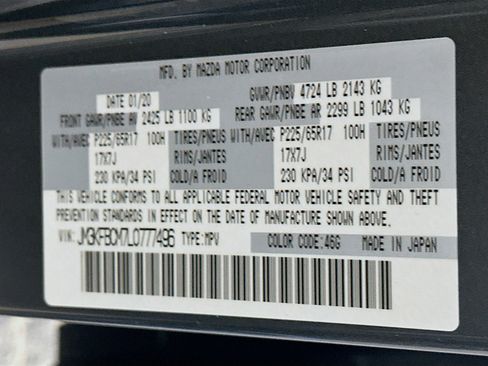 MFD. BY MAZDA MOTOR CORPORATION
DATE 01/20 GVWR/PNBV 4724 LB 2143 KG
FRONT GAWR/PNBE AV 2425 LB 1100 KG REAR GAWR/PNBE AR 2299 LB 1043 KG
WITH/AVEC P225/65R17 100H TIRES/PNEUS WITH/AVEC P225/65R17 100H TIRES/PNEUS
17X7J RIMS/JANTES 17X7J RIMS/JANTES
230 KPA/34 PSI COLD/A FROID 230 KPA/34 PSI COLD/A FROID
THIS VEHICLE CONFORMS TO ALL APPLICABLE FEDERAL MOTOR VEHICLE SAFETY AND THEFT
PREVENTION STANDARDS IN EFFECT ON THE DATE OF MANUFACTURE SHOWN ABOVE.
VIN: JM3KFBCM7L0777496 TYPE:MPV COLOR CODE:46G MADE IN JAPAN